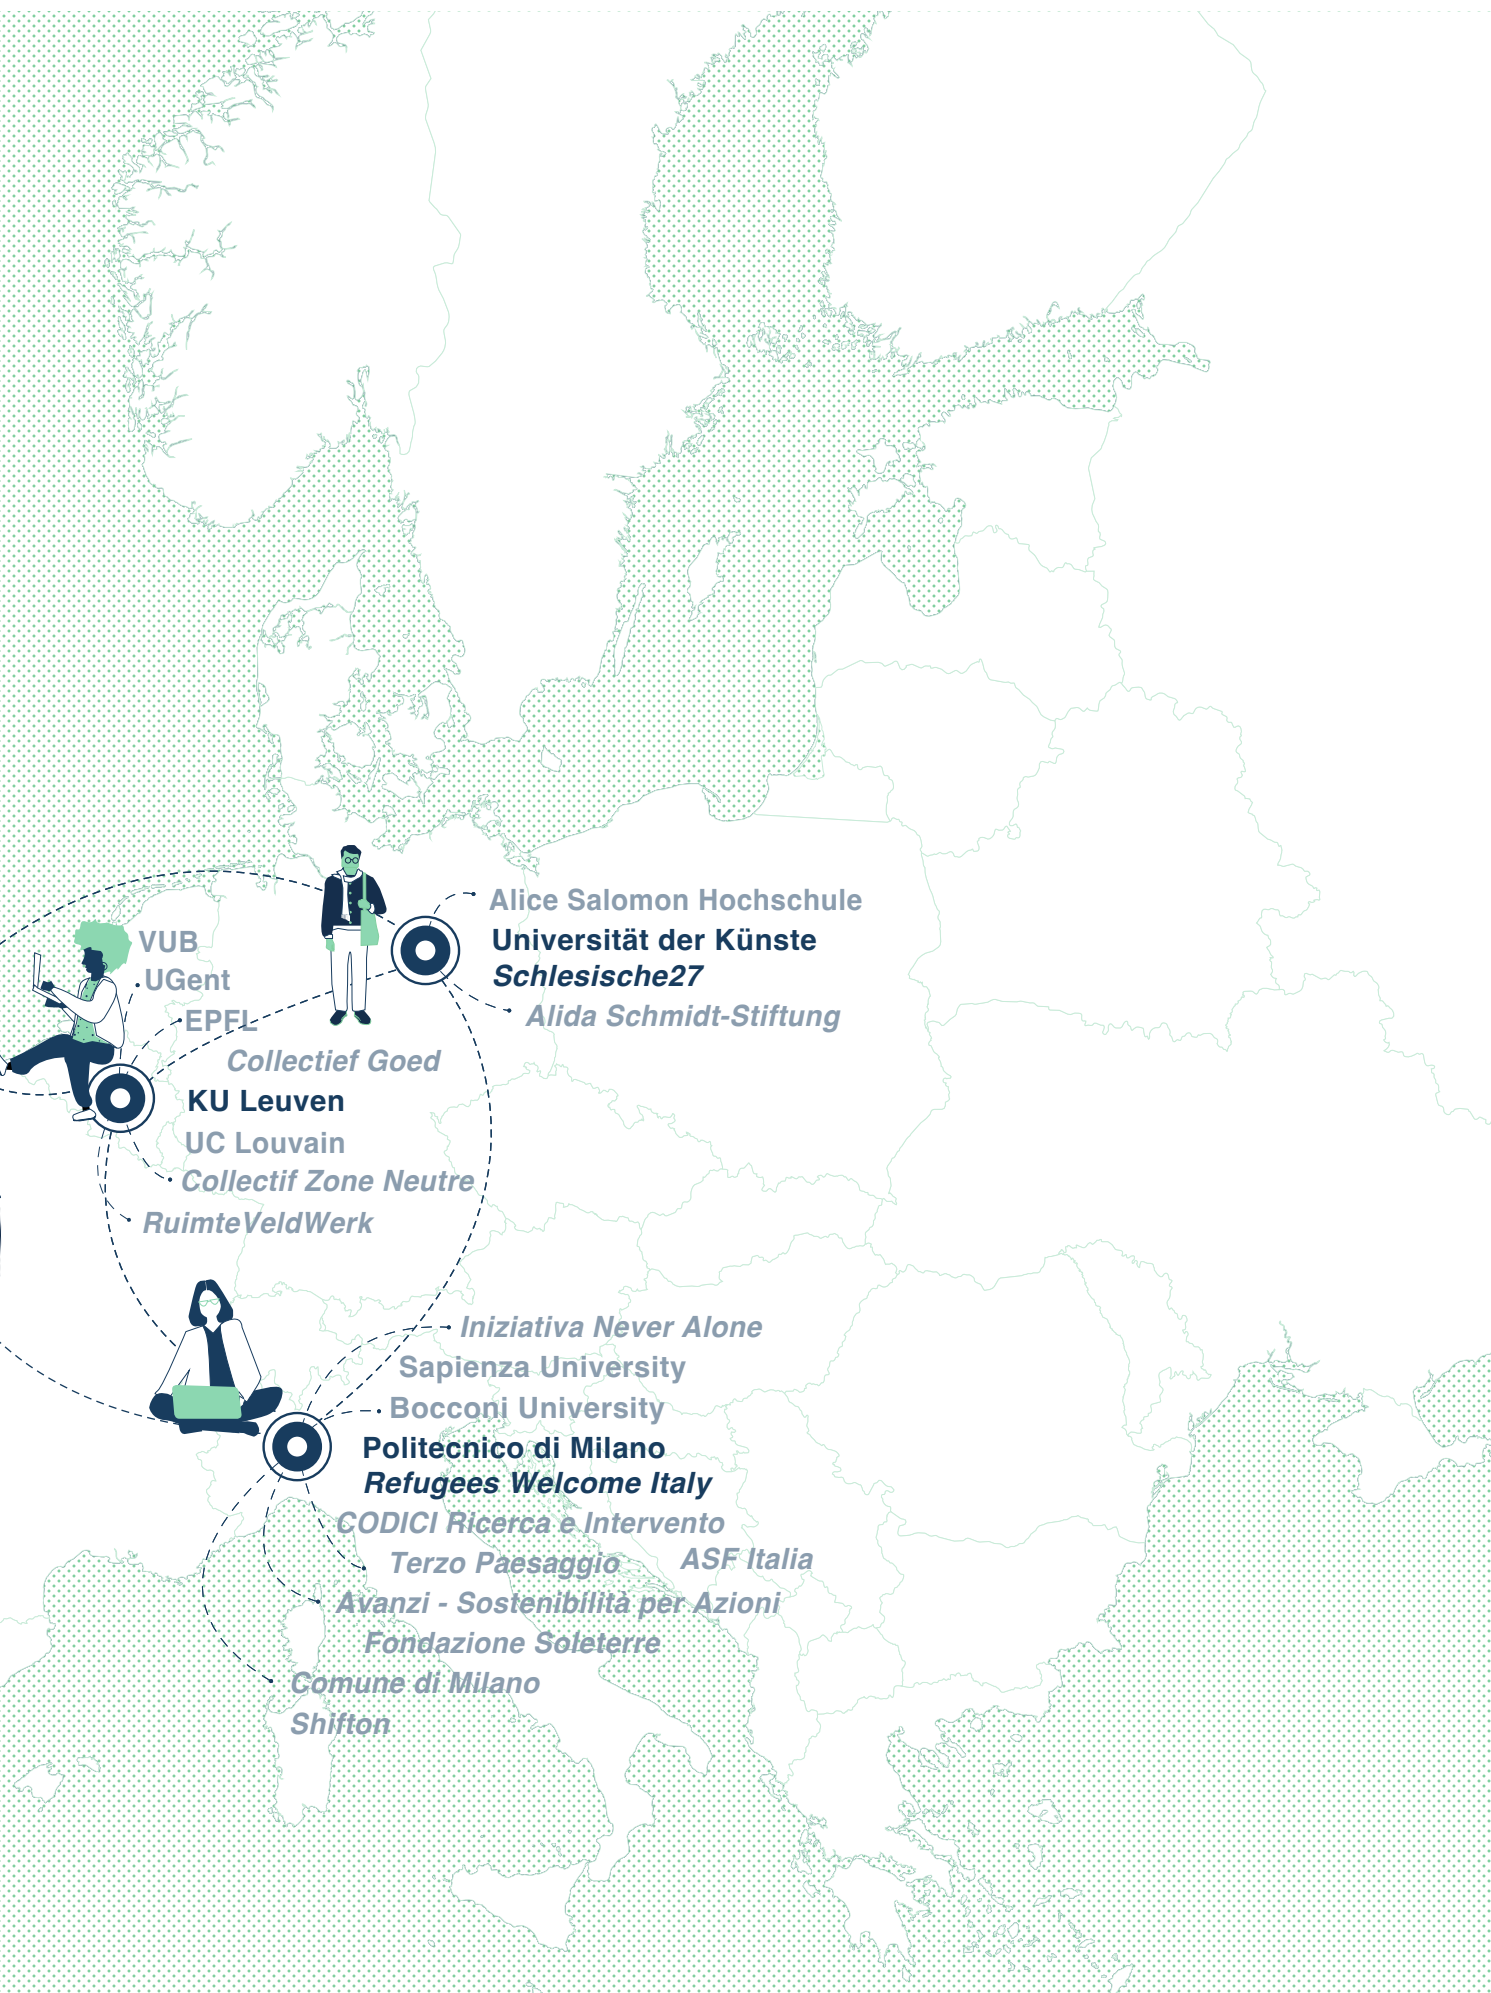 Alice Salomon Hochschule
Universität der Künste
Schlesische27
Alida Schmidt-Stiftung
VUB
UGent
EPFL
Collectief Goed
KU Leuven
UC Louvain
Collectif Zone Neutre
RuimteVeldWerk
Iniziativa Never Alone
Sapienza University
Bocconi University
Politecnico di Milano
Refugees Welcome Italy
CODICI Ricerca e Intervento
Terzo Paesaggio
ASF Italia
Avanzi - Sostenibilità per Azioni
Fondazione Soleterre
Comune di Milano
Shifton